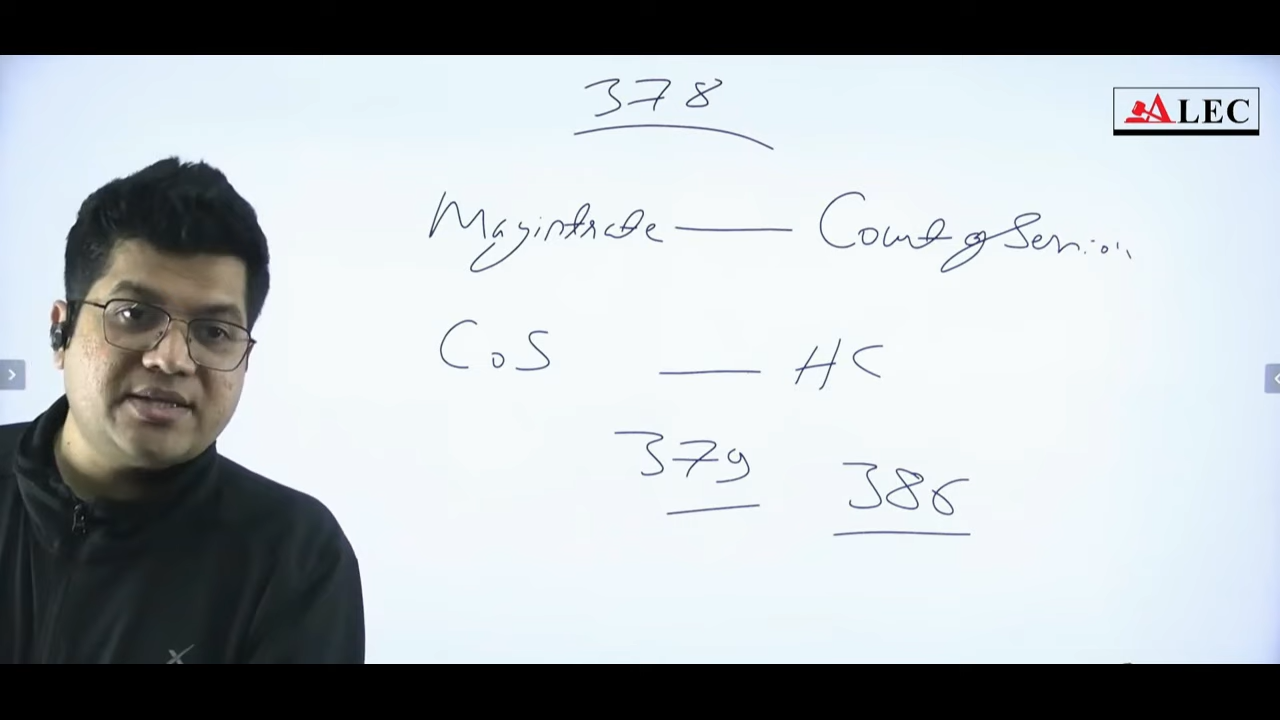 378
ALEC
Magistrate — Court of Session
CoS — HC
379 386